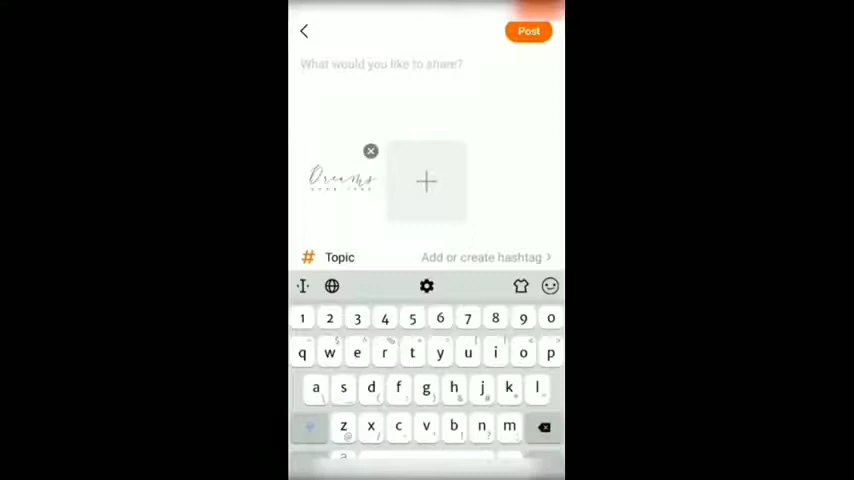 Post
What would you like to share?
Dreams
# Topic Add or create hashtag >
1 2 3 4 5 6 7 8 9 0
q w e r t y u i o p
a s d f g h j k l
z x c v b n m